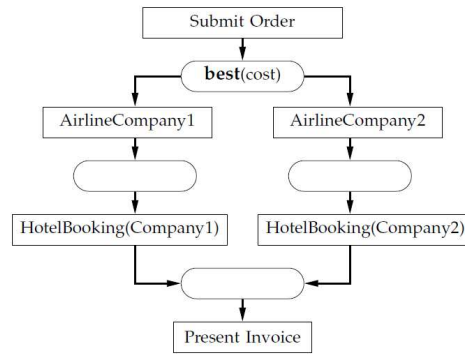 Submit Order
best(cost)
AirlineCompany1
AirlineCompany2
HotelBooking(Company1)
HotelBooking(Company2)
Present Invoice